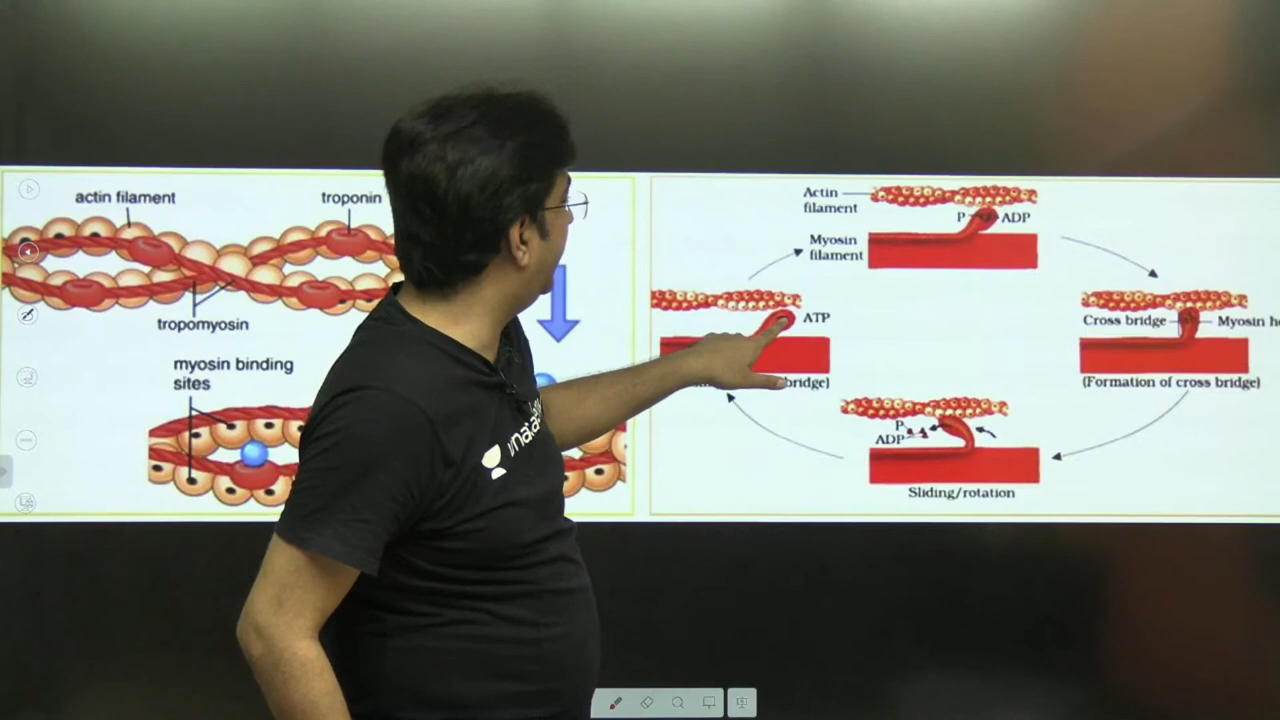 actin filament
troponin
tropomyosin
myosin binding
sites
Actin
filament
P
ADP
Myosin
filament
ATP
bridge)
Cross bridge
Myosin
(Formation of cross bridge)
P
ADP
Sliding/rotation